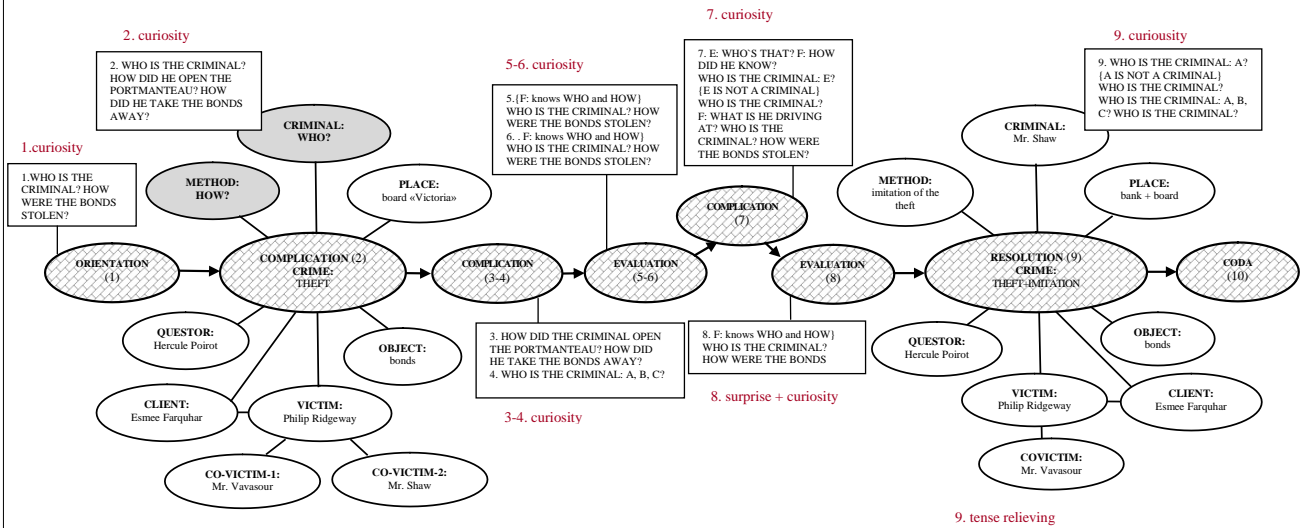 7. curiosity
2. curiosity
9. curiousity
2. WHO IS THE CRIMINAL?
HOW DID HE OPEN THE
PORTMANTEAU? HOW
DID HE TAKE THE BONDS
AWAY?
7. E: WHO`S THAT? F: HOW
DID HE KNOW?
WHO IS THE CRIMINAL: E?
{E IS NOT A CRIMINAL}
WHO IS THE CRIMINAL?
F: WHAT IS HE DRIVING
AT? WHO IS THE
CRIMINAL? HOW WERE
THE BONDS STOLEN?
9. WHO IS THE CRIMINAL: A?
{A IS NOT A CRIMINAL}
WHO IS THE CRIMINAL?
WHO IS THE CRIMINAL: A, B,
C? WHO IS THE CRIMINAL?
5-6. curiosity
5.{F: knows WHO and HOW}
WHO IS THE CRIMINAL? HOW
WERE THE BONDS STOLEN?
6. . F: knows WHO and HOW}
WHO IS THE CRIMINAL? HOW
WERE THE BONDS STOLEN?
1.curiosity
1.WHO IS THE
CRIMINAL? HOW
WERE THE BONDS
STOLEN?
CRIMINAL:
WHO?
METHOD:
HOW?
PLACE:
board «Victoria»
CRIMINAL:
Mr. Shaw
METHOD:
imitation of the
theft
PLACE:
bank + board
ORIENTATION
(1)
COMPLICATION (2)
CRIME:
THEFT
COMPLICATION
(3-4)
EVALUATION
(5-6)
COMPLICATION
(7)
EVALUATION
(8)
RESOLUTION (9)
CRIME:
THEFT+IMITATION
CODA
(10)
QUESTOR:
Hercule Poirot
OBJECT:
bonds
CLIENT:
Esmee Farquhar
VICTIM:
Philip Ridgeway
CO-VICTIM-1:
Mr. Vavasour
CO-VICTIM-2:
Mr. Shaw
3. HOW DID THE CRIMINAL OPEN
THE PORTMANTEAU? HOW DID
HE TAKE THE BONDS AWAY?
4. WHO IS THE CRIMINAL: A, B, C?
3-4. curiosity
8. F: knows WHO and HOW}
WHO IS THE CRIMINAL?
HOW WERE THE BONDS
8. surprise + curiosity
QUESTOR:
Hercule Poirot
OBJECT:
bonds
VICTIM:
Philip Ridgeway
CLIENT:
Esmee Farquhar
COVICTIM:
Mr. Vavasour
9. tense relieving